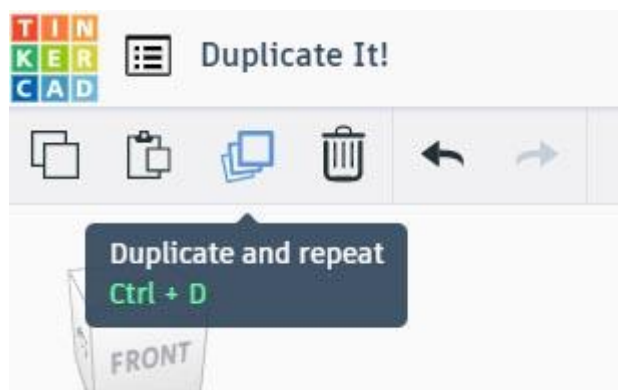 TIN
KER
CAD
Duplicate It!
Duplicate and repeat
Ctrl + D
FRONT